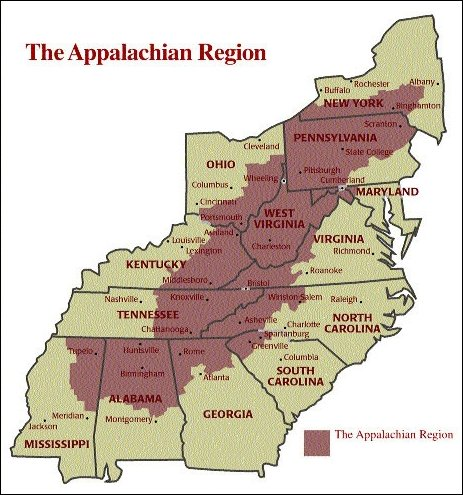 The Appalachian Region
Rochester
Albany
Buffalo
NEW YORK
Binghamton
Scranton
PENNSYLVANIA
Cleveland
State College
OHIO
Pittsburgh
Wheeling
Cumberland
Columbus
MARYLAND
Cincinnati
WEST
VIRGINIA
Portsmouth
Ashland
VIRGINIA
Louisville
Charleston
Richmond
Lexington
KENTUCKY
Roanoke
Middlesboro
Bristol
Nashville
Knoxville
Winston-Salem
Raleigh
TENNESSEE
NORTH
CAROLINA
Asheville
Charlotte
Chattanooga
Spartanburg
Greenville
Tupelo
Huntsville
Rome
Columbia
Birmingham
Atlanta
SOUTH
CAROLINA
ALABAMA
Meridian
Montgomery
GEORGIA
Jackson
MISSISSIPPI
The Appalachian Region